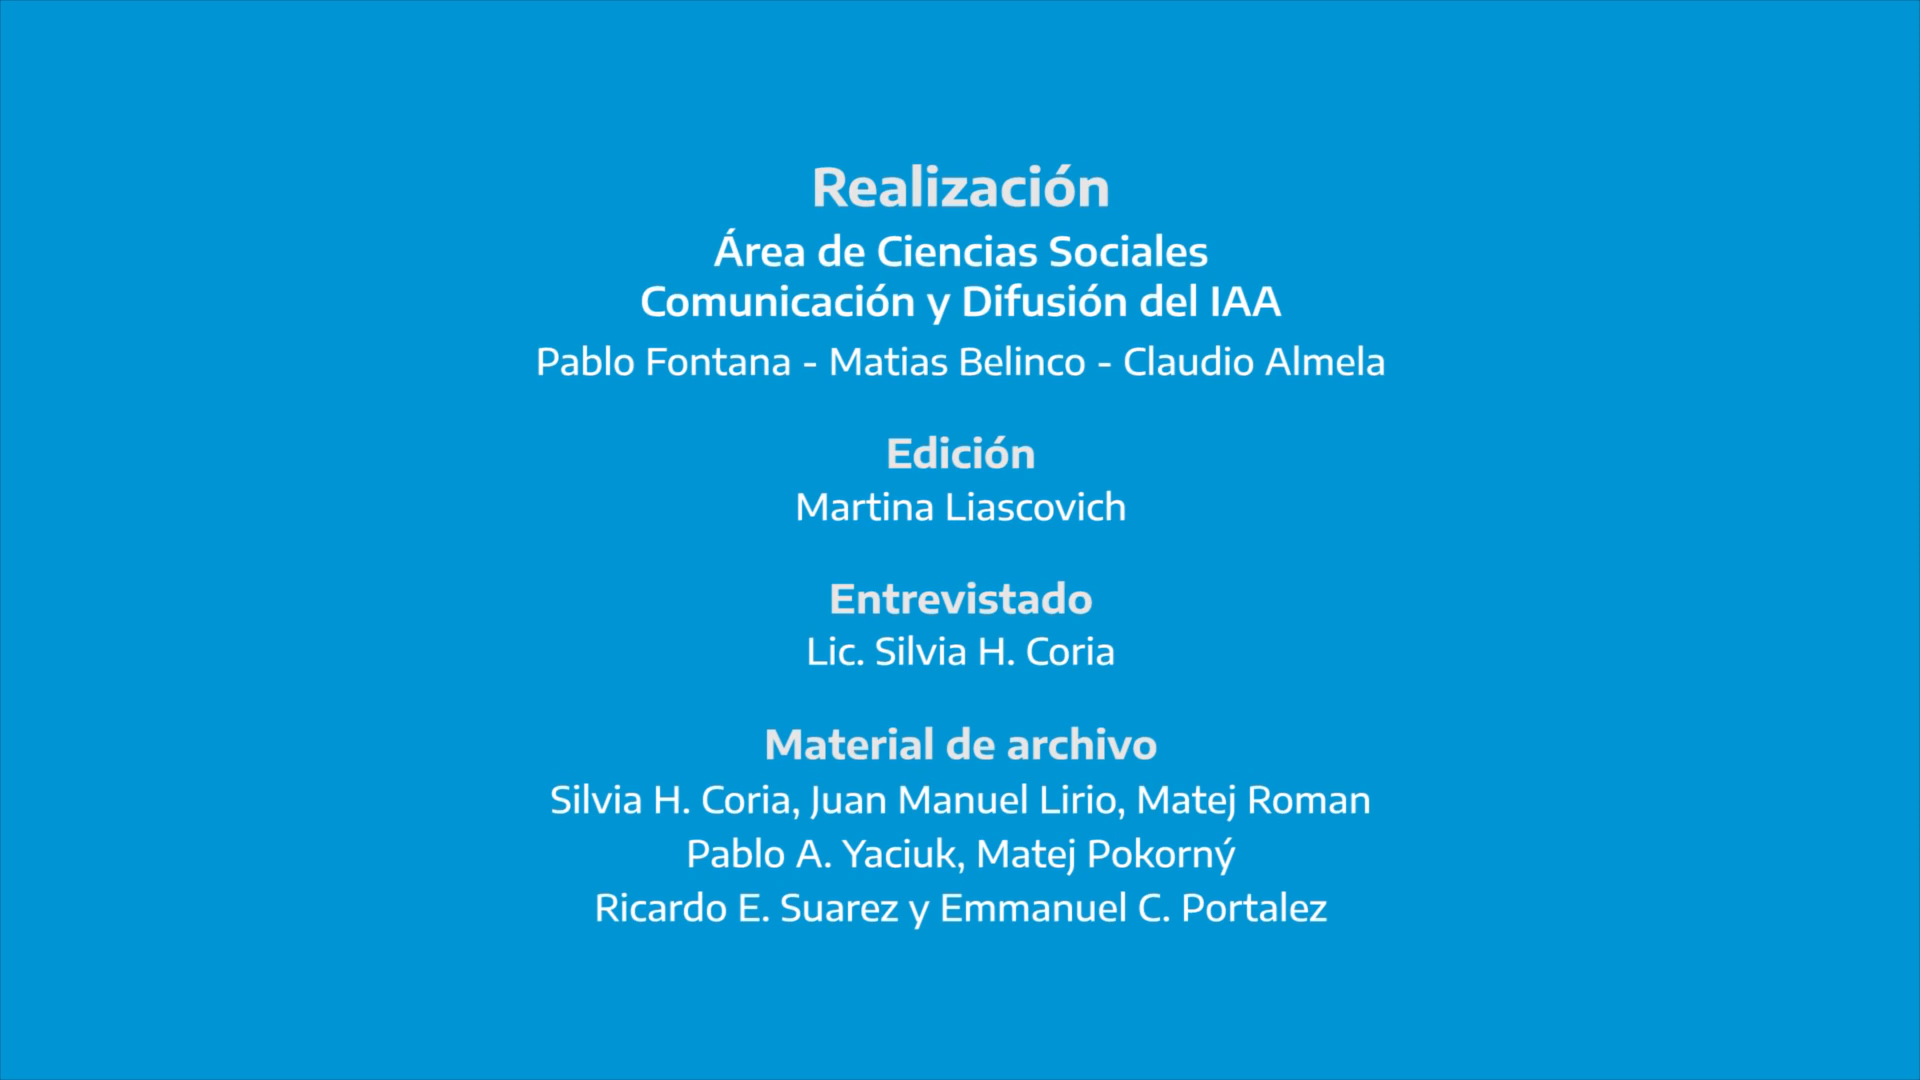 Realización
Área de Ciencias Sociales
Comunicación y Difusión del IAA
Pablo Fontana - Matias Belinco - Claudio Almela
Edición
Martina Liascovich
Entrevistado
Lic. Silvia H. Coria
Material de archivo
Silvia H. Coria, Juan Manuel Lirio, Matej Roman
Pablo A. Yaciuk, Matej Pokorný
Ricardo E. Suarez y Emmanuel C. Portalez